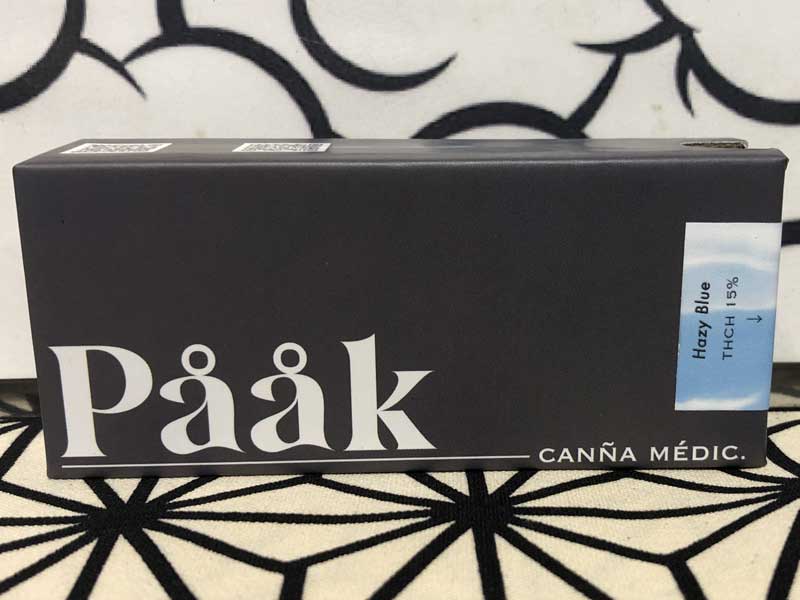 Pååk
CANÑA MÉDIC.
Hazy Blue
THCH 15%
↓